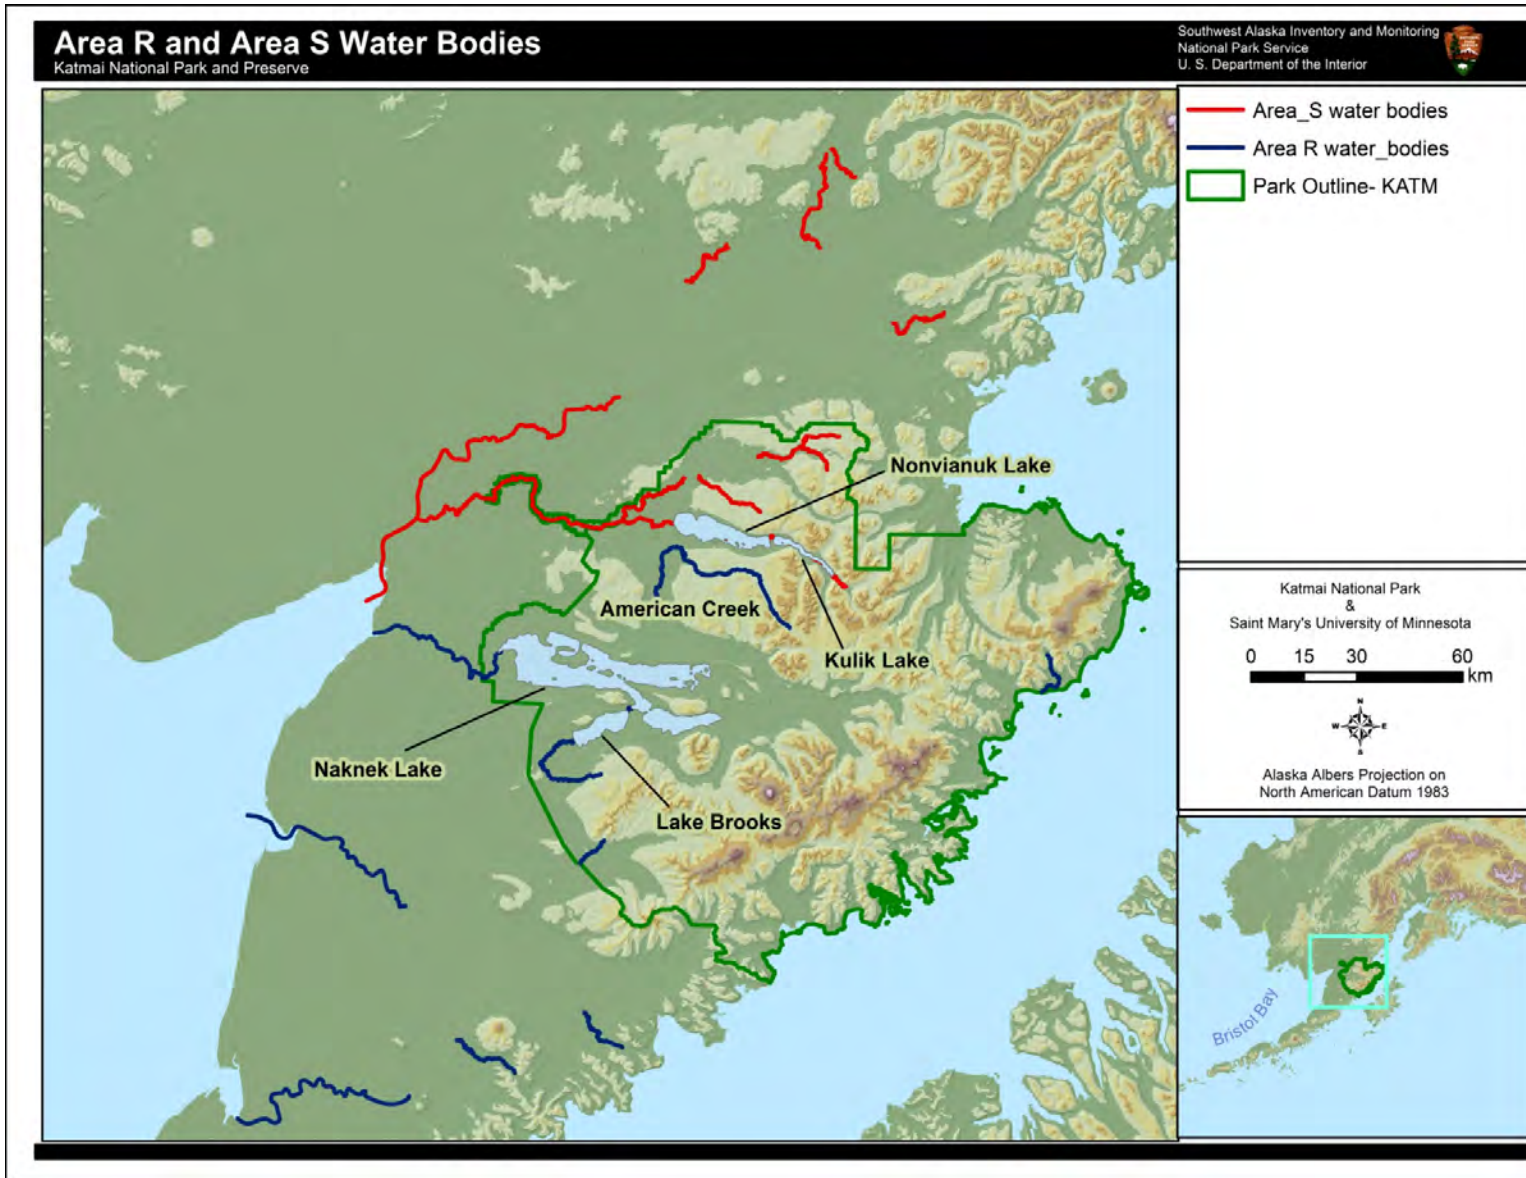 Area R and Area S Water Bodies
Katmai National Park and Preserve
Southwest Alaska Inventory and Monitoring
National Park Service
U. S. Department of the Interior
Area_S water bodies
Area R water_bodies
Park Outline- KATM
Nonvianuk Lake
American Creek
Kulik Lake
Naknek Lake
Lake Brooks
Katmai National Park
&
Saint Mary's University of Minnesota
0 15 30 60
km
N
W E
S
Alaska Albers Projection on
North American Datum 1983
Bristol Bay